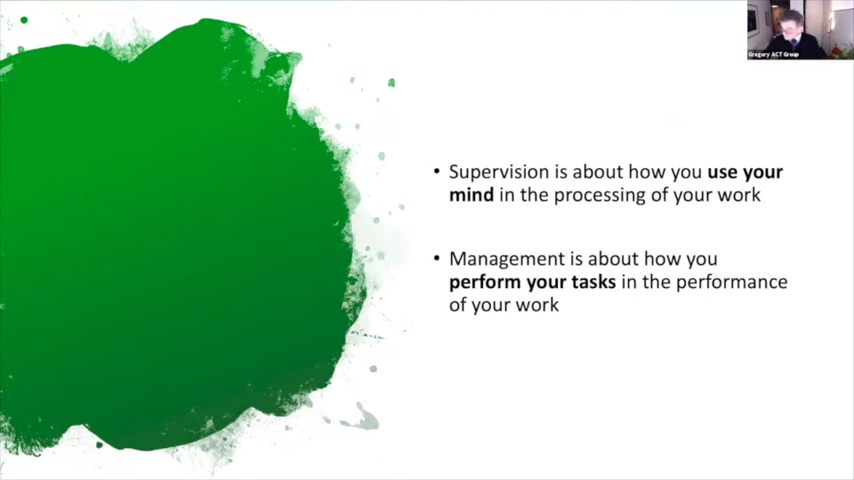 Gregory ACT Group
• Supervision is about how you use your
mind in the processing of your work
• Management is about how you
perform your tasks in the performance
of your work